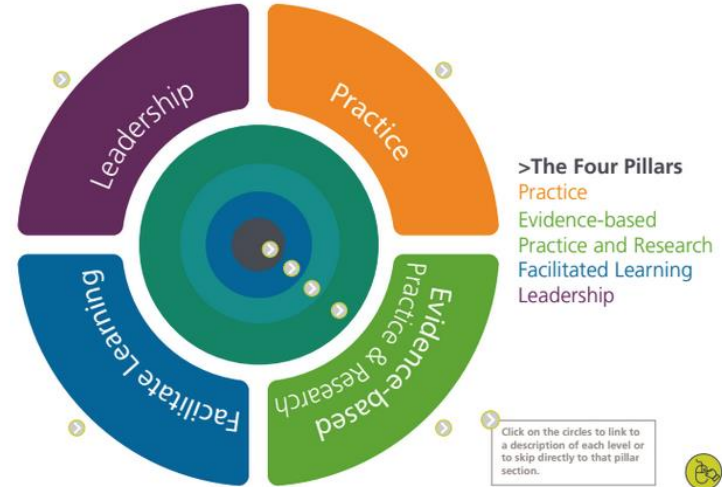 Leadership
Practice
Facilitate Learning
Evidence-based
Practice & Research
>The Four Pillars
Practice
Evidence-based
Practice and Research
Facilitated Learning
Leadership
Click on the circles to link to
a description of each level or
to skip directly to that pillar
section.